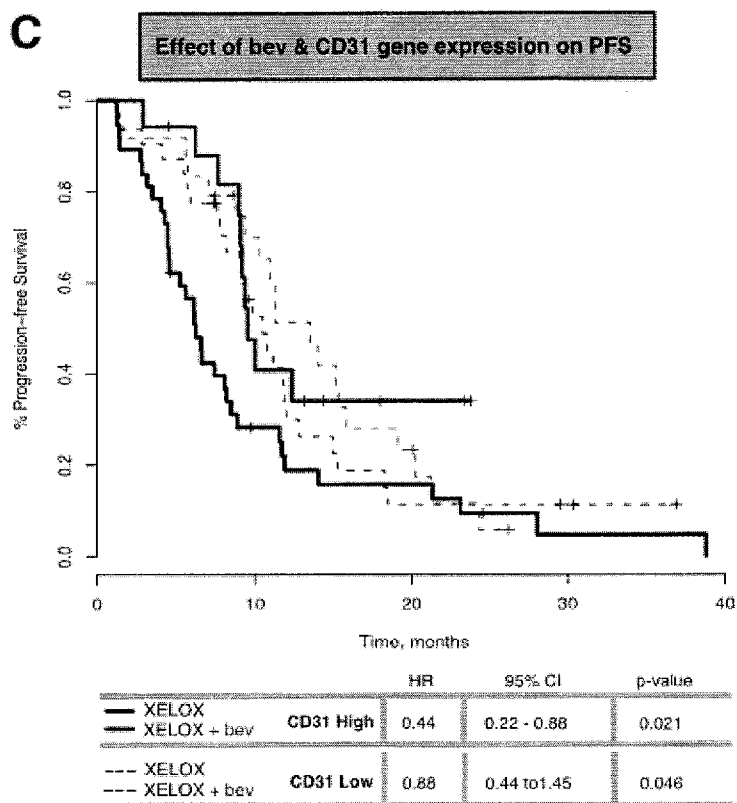 C
Effect of bev & CD31 gene expression on PFS
% Progression-free Survival
1.0
0.8
0.6
0.4
0.2
0.0
0 10 20 30 40
Time, months
HR 95% CI p-value
XELOX
XELOX + bev CD31 High 0.44 0.22 - 0.88 0.021
XELOX
XELOX + bev CD31 Low 0.88 0.44 to1.45 0.046